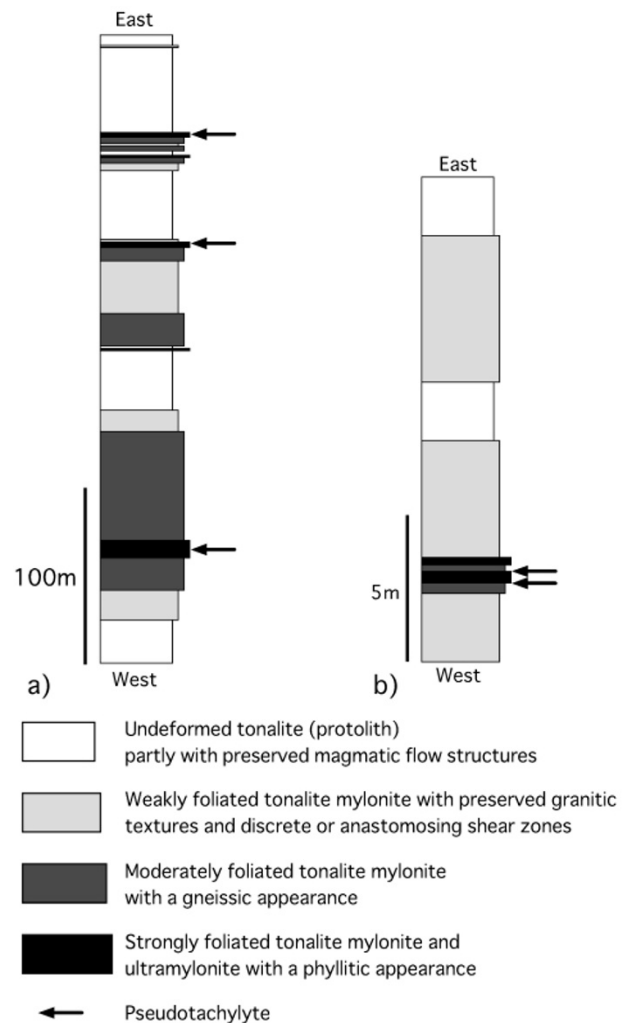 East
100m
a)
West
East
5m
b)
West
Undeformed tonalite (protolith)
partly with preserved magmatic flow structures
Weakly foliated tonalite mylonite with preserved granitic
textures and discrete or anastomosing shear zones
Moderately foliated tonalite mylonite
with a gneissic appearance
Strongly foliated tonalite mylonite and
ultramylonite with a phyllitic appearance
Pseudotachylyte